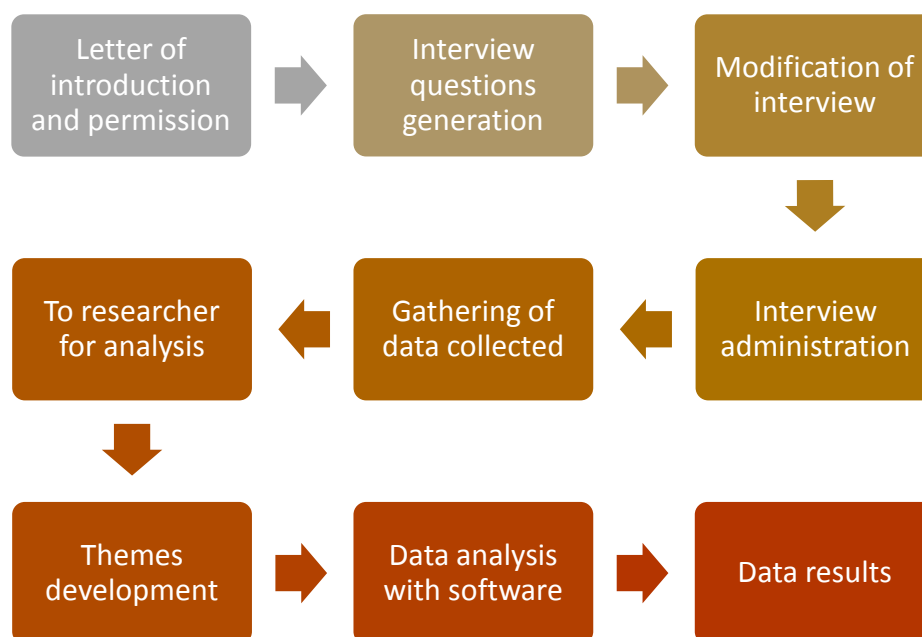 Letter of
introduction
and permission
Interview
questions
generation
Modification of
interview
Interview
administration
Gathering of
data collected
To researcher
for analysis
Themes
development
Data analysis
with software
Data results